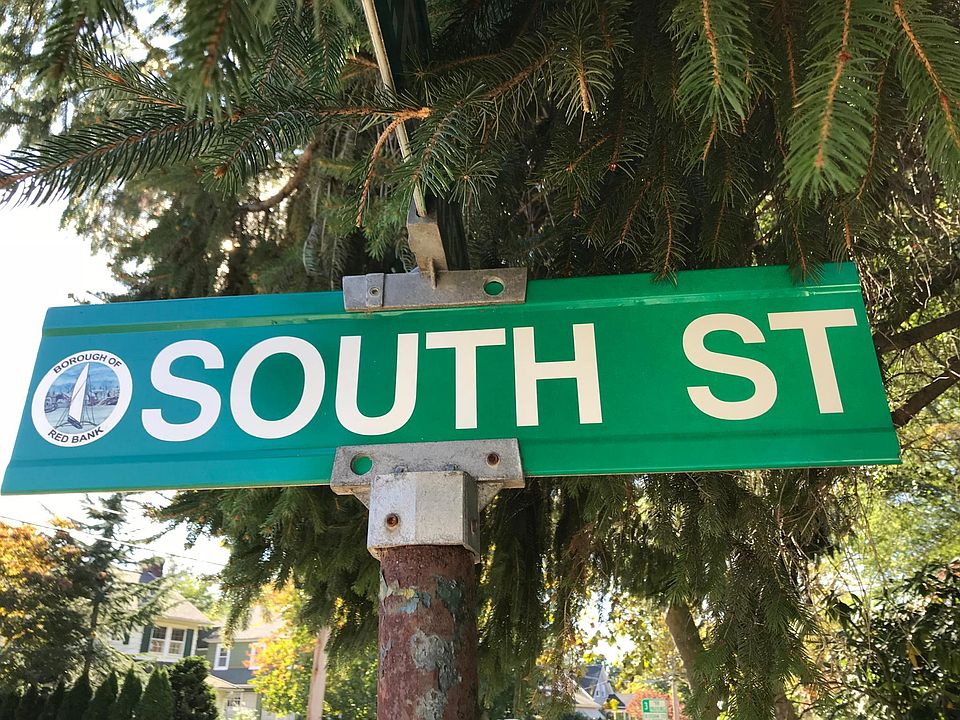 BOROUGH OF
RED BANK
SOUTH ST